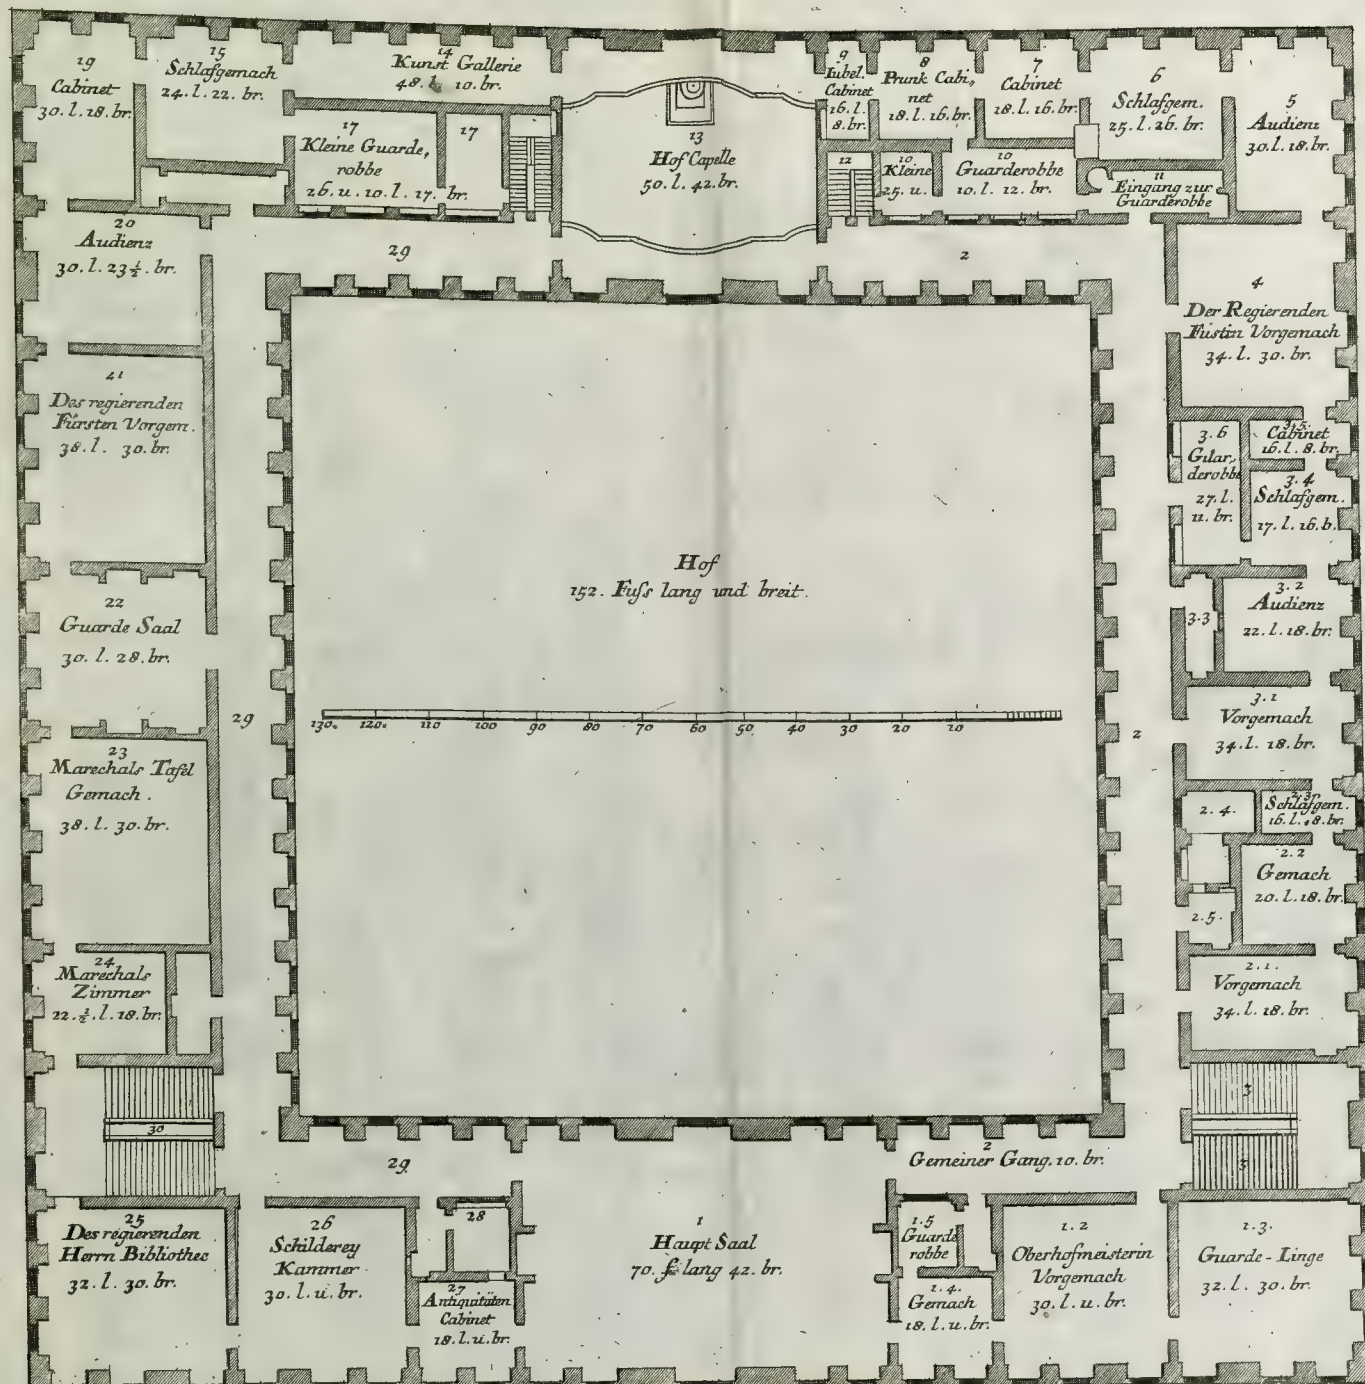 19
Cabinet
30. l. 18. br.
15
Schlafgemach
24. l. 22. br.
14
Kunst Gallerie
48. l. 10. br.
17
Kleine Guarde,
robbe
26. u. 10. l. 17. br.
17
13
Hof Capelle
50. l. 42. br.
9
Iubel.
Cabinet
16. l.
8. br.
8
Prunk Cabi,
net
18. l. 16. br.
7
Cabinet
18. l. 16. br.
6
Schlafgem.
25. l. 26. br.
5
Audienz
30. l. 18. br.
12
10
Kleine
25. u.
10
Guarderobbe
10. l. 12. br.
11
Eingang zur
Guarderobbe
20
Audienz
30. l. 23 1/2. br.
29
2
4
Der Regierenden
Füstin Vorgemach
34. l. 30. br.
21
Des regierenden
Fürsten Vorgem.
38. l. 30. br.
3.6
Guar,
derobbe
27. l.
11. br.
3.5.
Cabinet
16. l. 8. br.
3.4
Schlafgem.
17. l. 16. b.
Hof
152. Fuſs lang und breit.
22
Guarde Saal
30. l. 28. br.
3.3
3.2
Audienz
22. l. 18. br.
29
130. 120. 110 100 90 80 70 60 50 40 30 20 10
2
3.1
Vorgemach
34. l. 18. br.
23
Marechals Tafel
Gemach.
38. l. 30. br.
2.4.
2.3.
Schlafgem.
16. l. 8. br.
2.2
Gemach
20. l. 18. br.
2.5.
24
Marechals
Zimmer
22. 1/2. l. 18. br.
2.1.
Vorgemach
34. l. 18. br.
30
3
3
29
2
Gemeiner Gang. 10. br.
25
Des regierenden
Herrn Bibliothec
32. l. 30. br.
26
Schilderey
Kammer
30. l. u. br.
28
27
Antiquitäten
Cabinet
18. l. u. br.
1
Haupt Saal
70. f. lang 42. br.
1.5
Guarde
robbe
1.4.
Gemach
18. l. u. br.
1.2
Oberhofmeisterin
Vorgemach
30. l. u. br.
1.3.
Guarde-Linge
32. l. 30. br.